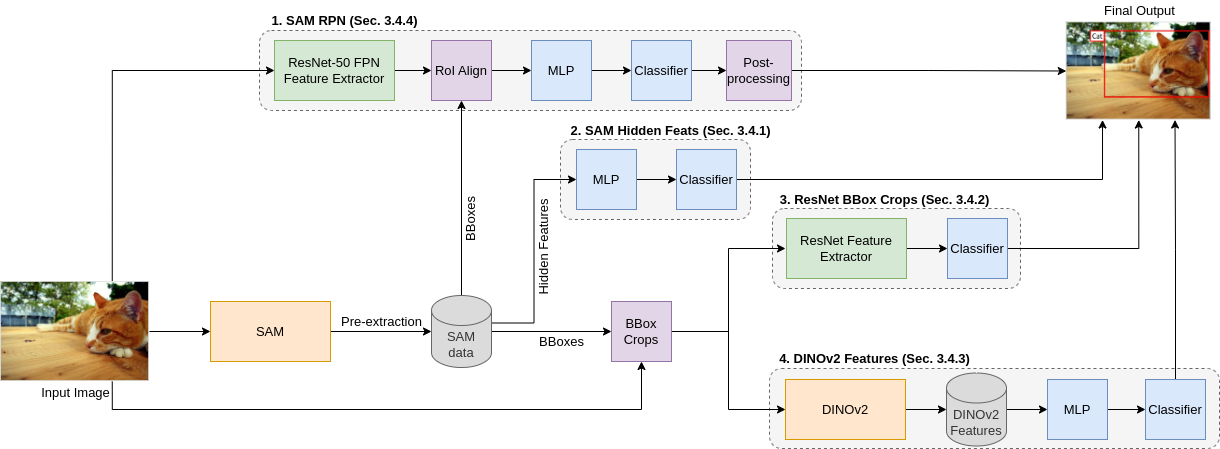 Final Output
1. SAM RPN (Sec. 3.4.4)
Cat
ResNet-50 FPN
Feature Extractor
RoI Align
MLP
Classifier
Post-
processing
2. SAM Hidden Feats (Sec. 3.4.1)
MLP
Classifier
BBoxes
Hidden Features
3. ResNet BBox Crops (Sec. 3.4.2)
ResNet Feature
Extractor
Classifier
SAM
Pre-extraction
SAM
data
BBoxes
BBox
Crops
Input Image
4. DINOv2 Features (Sec. 3.4.3)
DINOv2
DINOv2
Features
MLP
Classifier